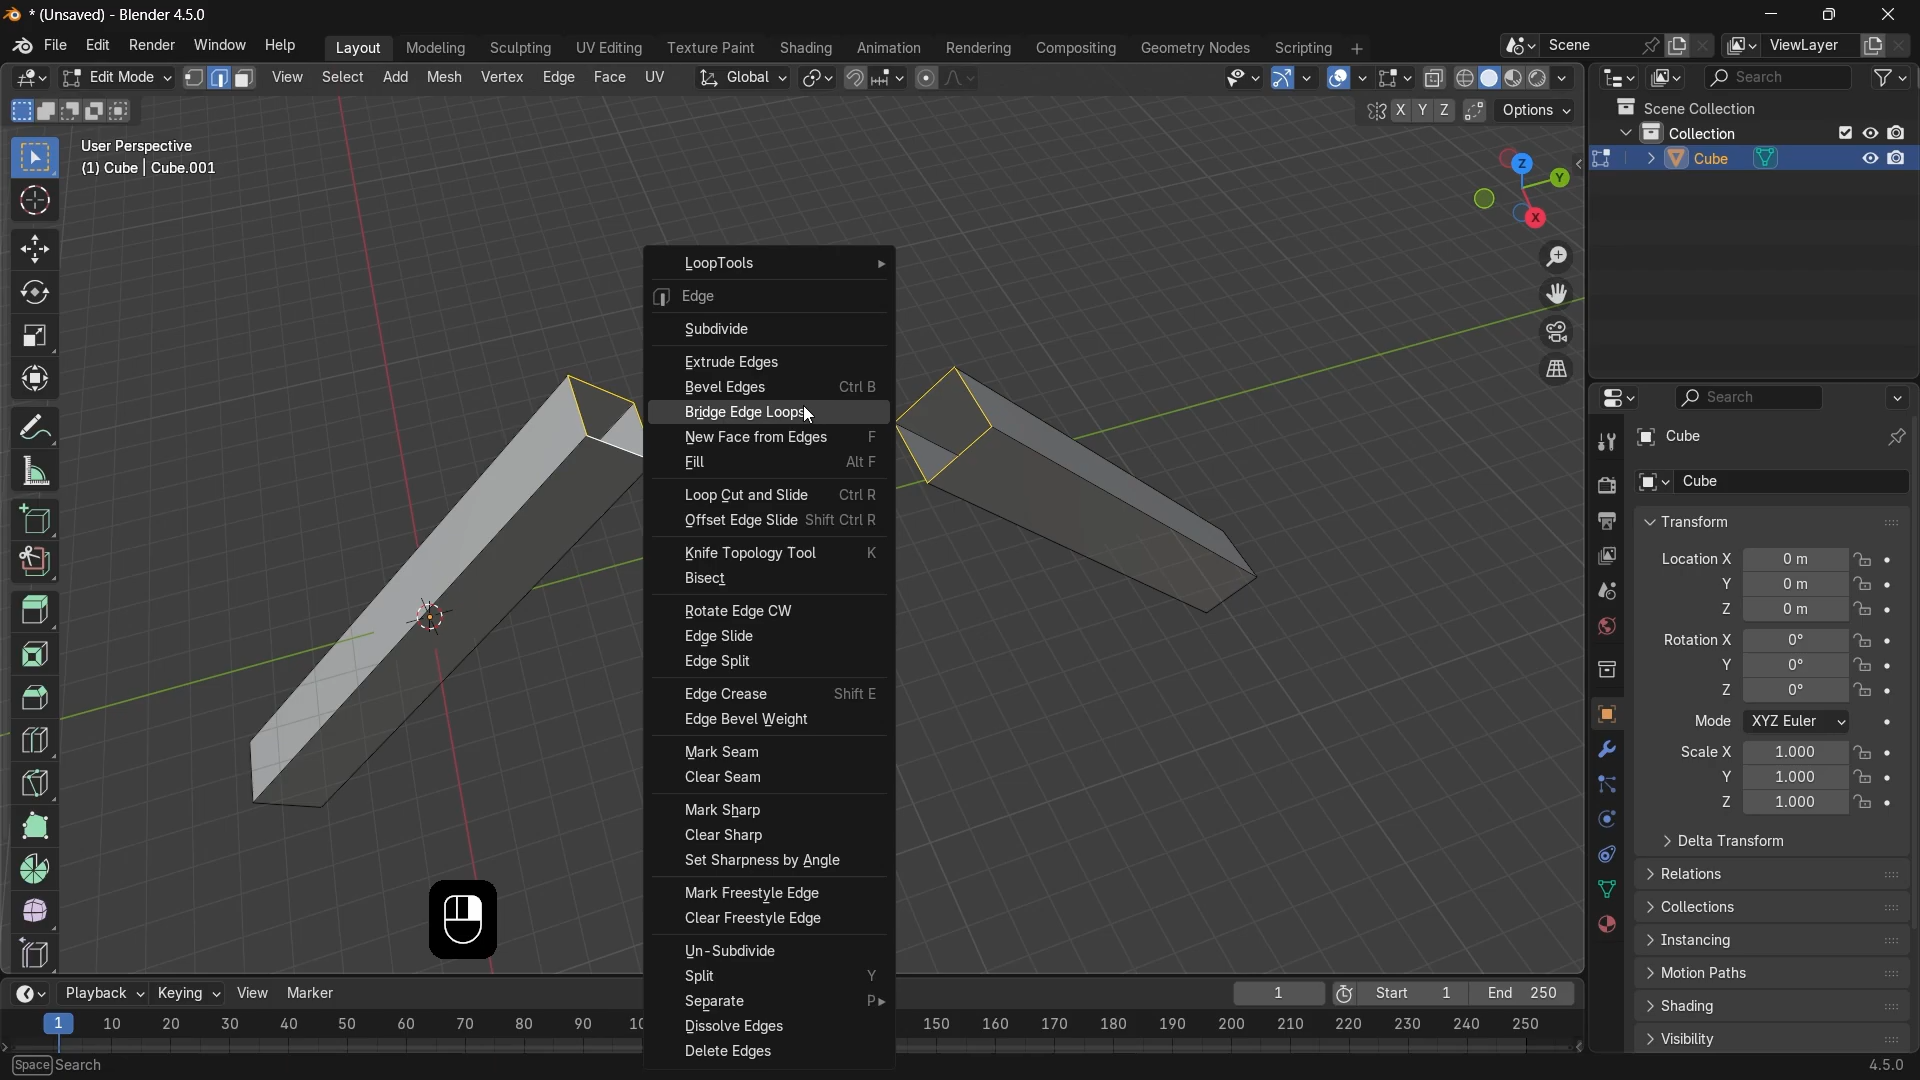 * (Unsaved) - Blender 4.5.0
File Edit Render Window Help
Layout Modeling Sculpting UV Editing Texture Paint Shading Animation Rendering Compositing Geometry Nodes Scripting +
Scene
ViewLayer
Edit Mode
View Select Add Mesh Vertex Edge Face UV
Global
Search
X Y Z
Options
User Perspective
(1) Cube | Cube.001
Z
Y
X
Scene Collection
Collection
Cube
LoopTools
Edge
Subdivide
Extrude Edges
Bevel Edges Ctrl B
Bridge Edge Loops
New Face from Edges F
Fill Alt F
Loop Cut and Slide Ctrl R
Offset Edge Slide Shift Ctrl R
Knife Topology Tool K
Bisect
Rotate Edge CW
Edge Slide
Edge Split
Edge Crease Shift E
Edge Bevel Weight
Mark Seam
Clear Seam
Mark Sharp
Clear Sharp
Set Sharpness by Angle
Mark Freestyle Edge
Clear Freestyle Edge
Un-Subdivide
Split Y
Separate P
Dissolve Edges
Delete Edges
Search
Cube
Cube
Transform
Location X 0 m
Y 0 m
Z 0 m
Rotation X 0°
Y 0°
Z 0°
Mode XYZ Euler
Scale X 1.000
Y 1.000
Z 1.000
Delta Transform
Relations
Collections
Instancing
Motion Paths
Shading
Visibility
Playback Keying View Marker
1
Start 1
End 250
1 10 20 30 40 50 60 70 80 90 150 160 170 180 190 200 210 220 230 240 250
Space Search
4.5.0